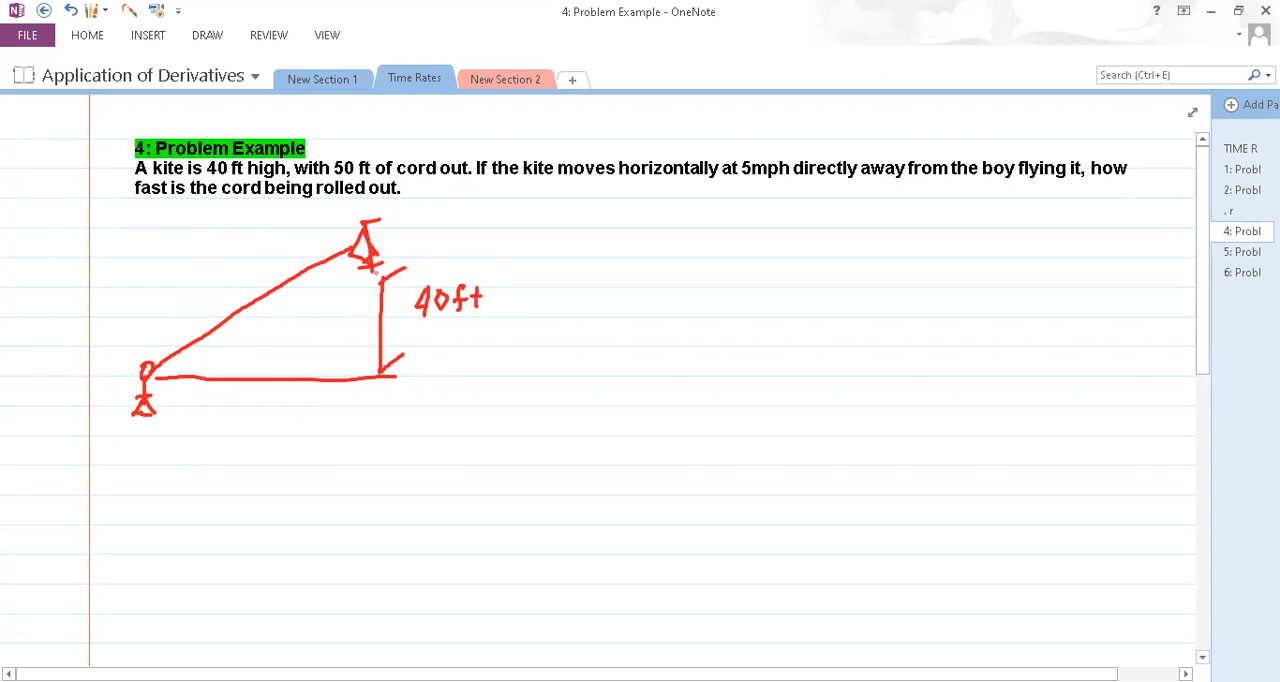 4: Problem Example - OneNote
?
FILE HOME INSERT DRAW REVIEW VIEW
Application of Derivatives New Section 1 Time Rates New Section 2 +
Search (Ctrl+E)
Add Pa
4: Problem Example
A kite is 40 ft high, with 50 ft of cord out. If the kite moves horizontally at 5mph directly away from the boy flying it, how
fast is the cord being rolled out.
40ft
TIME R
1: Probl
2: Probl
. r
4: Probl
5: Probl
6: Probl